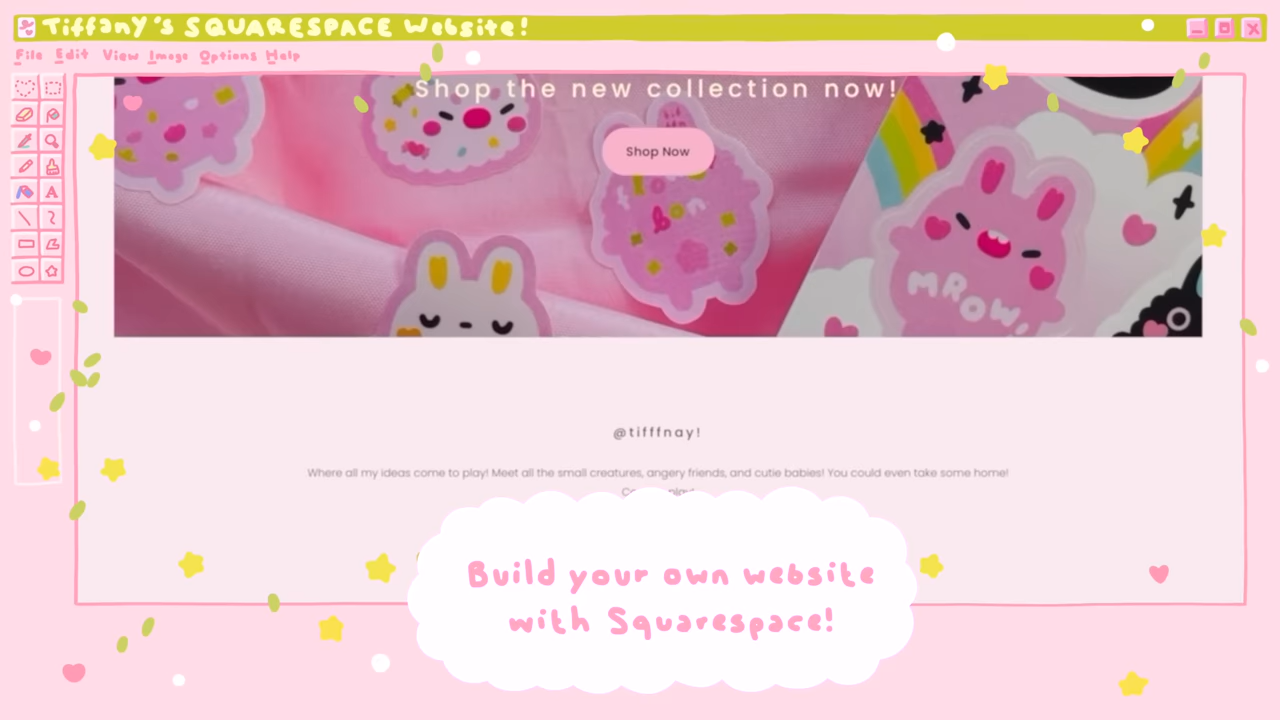 Tiffany's SQUARESPACE Website!
File Edit View Image Options Help
Shop the new collection now!
Shop Now
MROW!
@tifffnay!
Where all my ideas come to play! Meet all the small creatures, angery friends, and cutie babies! You could even take some home!
Build your own website
with Squarespace!